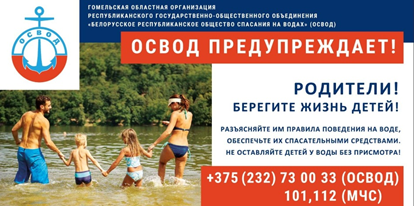 ГОМЕЛЬСКАЯ ОБЛАСТНАЯ ОРГАНИЗАЦИЯ
РЕСПУБЛИКАНСКОГО ГОСУДАРСТВЕННО-ОБЩЕСТВЕННОГО ОБЪЕДИНЕНИЯ
«БЕЛОРУССКОЕ РЕСПУБЛИКАНСКОЕ ОБЩЕСТВО СПАСАНИЯ НА ВОДАХ» (ОСВОД)
ОСВОД
ОСВОД ПРЕДУПРЕЖДАЕТ!
РОДИТЕЛИ!
БЕРЕГИТЕ ЖИЗНЬ ДЕТЕЙ!
РАЗЪЯСНЯЙТЕ ИМ ПРАВИЛА ПОВЕДЕНИЯ НА ВОДЕ,
ОБЕСПЕЧЬТЕ ИХ СПАСАТЕЛЬНЫМИ СРЕДСТВАМИ.
НЕ ОСТАВЛЯЙТЕ ДЕТЕЙ У ВОДЫ БЕЗ ПРИСМОТРА!
+375 (232) 73 00 33 (ОСВОД)
101,112 (МЧС)